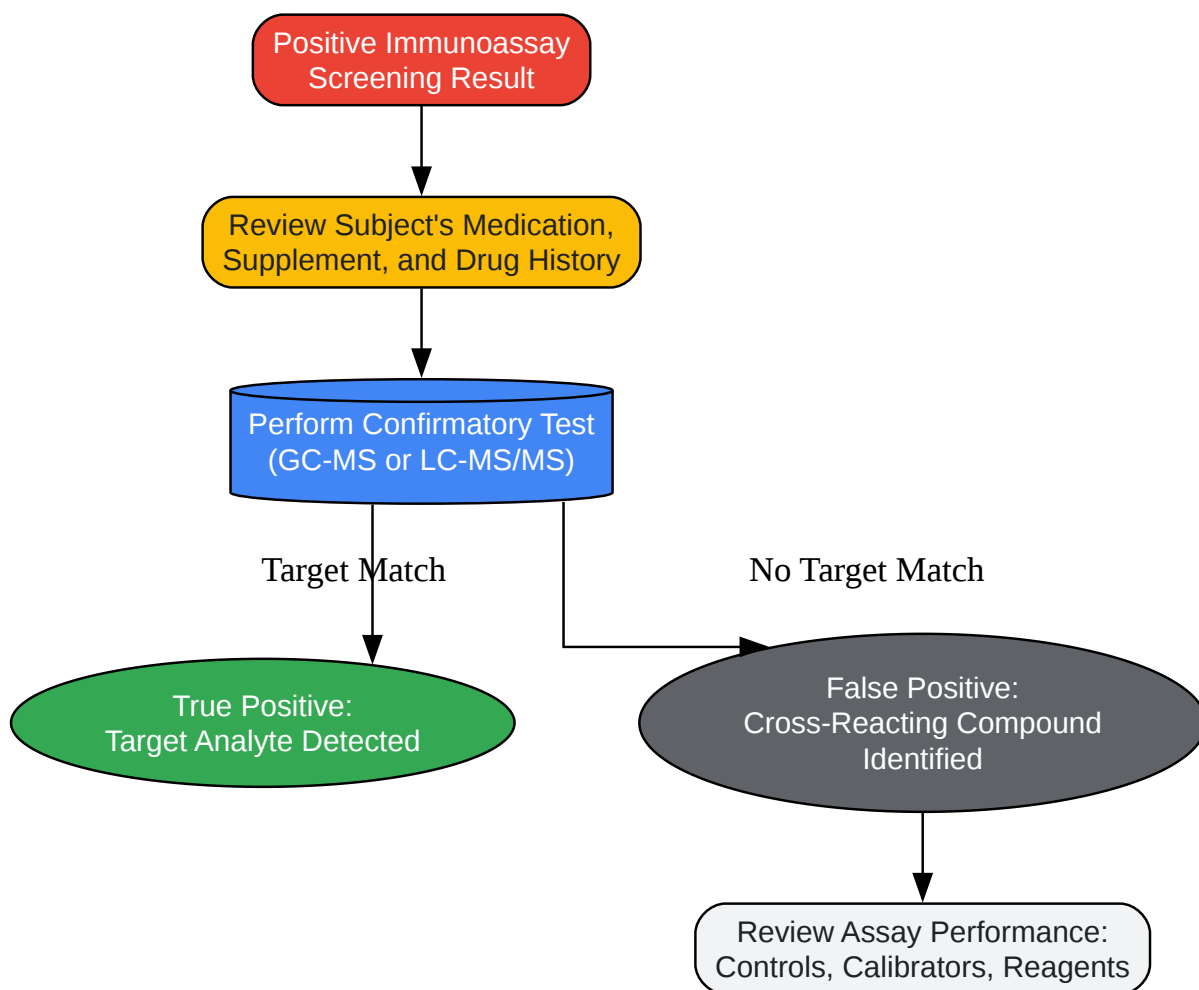 Positive Immunoassay
Screening Result
Review Subject's Medication,
Supplement, and Drug History
Perform Confirmatory Test
(GC-MS or LC-MS/MS)
Target Match
No Target Match
True Positive:
Target Analyte Detected
False Positive:
Cross-Reacting Compound
Identified
Review Assay Performance:
Controls, Calibrators, Reagents